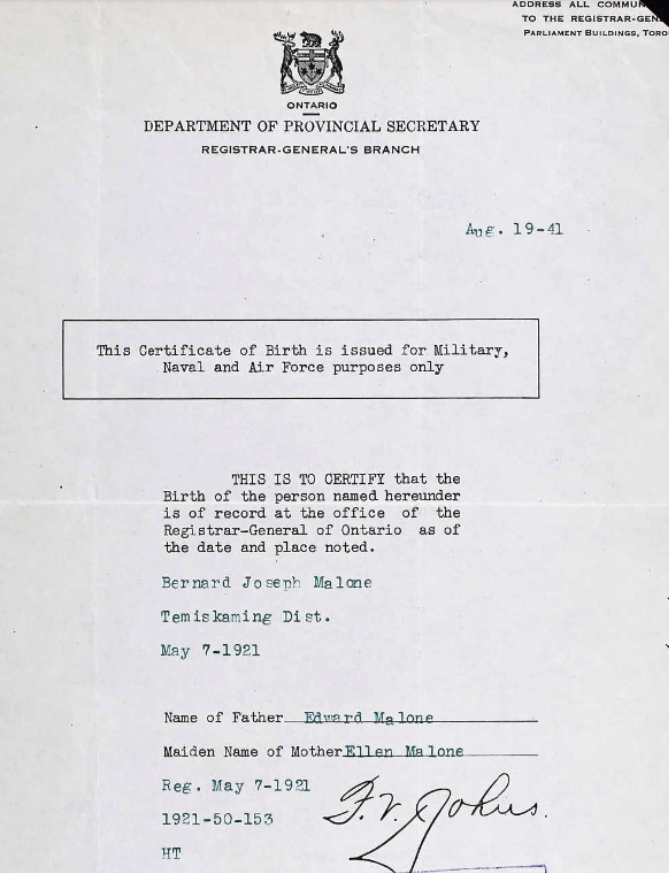 ADDRESS ALL COMMUN
TO THE REGISTRAR-GEN
PARLIAMENT BUILDINGS, TORO
ONTARIO
DEPARTMENT OF PROVINCIAL SECRETARY
REGISTRAR-GENERAL'S BRANCH
Aug. 19-41
This Certificate of Birth is issued for Military,
Naval and Air Force purposes only
THIS IS TO CERTIFY that the
Birth of the person named hereunder
is of record at the office of the
Registrar-General of Ontario as of
the date and place noted.
Bernard Joseph Malone
Temiskaming Dist.
May 7-1921
Name of Father Edward Malone
Maiden Name of Mother Ellen Malone
Reg. May 7-1921
1921-50-153
HT
F.V. Johns.